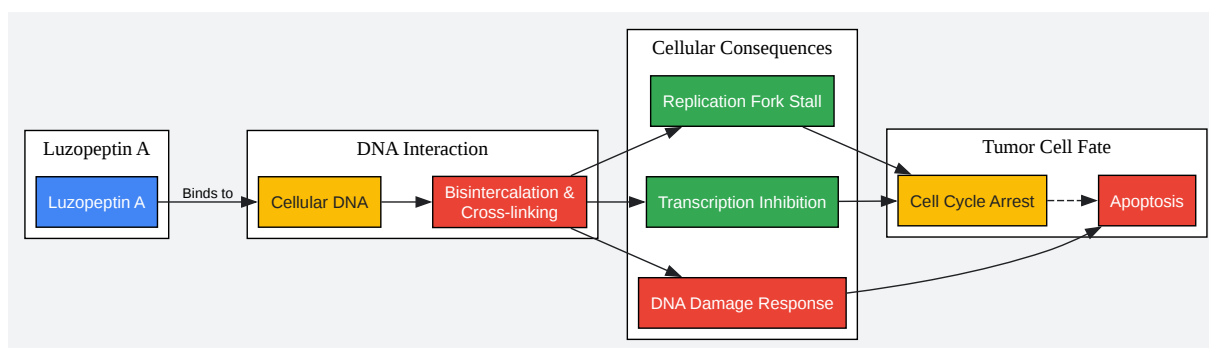 Luzopeptin A
Luzopeptin A
Binds to
DNA Interaction
Cellular DNA
Bisintercalation &
Cross-linking
Cellular Consequences
Replication Fork Stall
Transcription Inhibition
DNA Damage Response
Tumor Cell Fate
Cell Cycle Arrest
Apoptosis